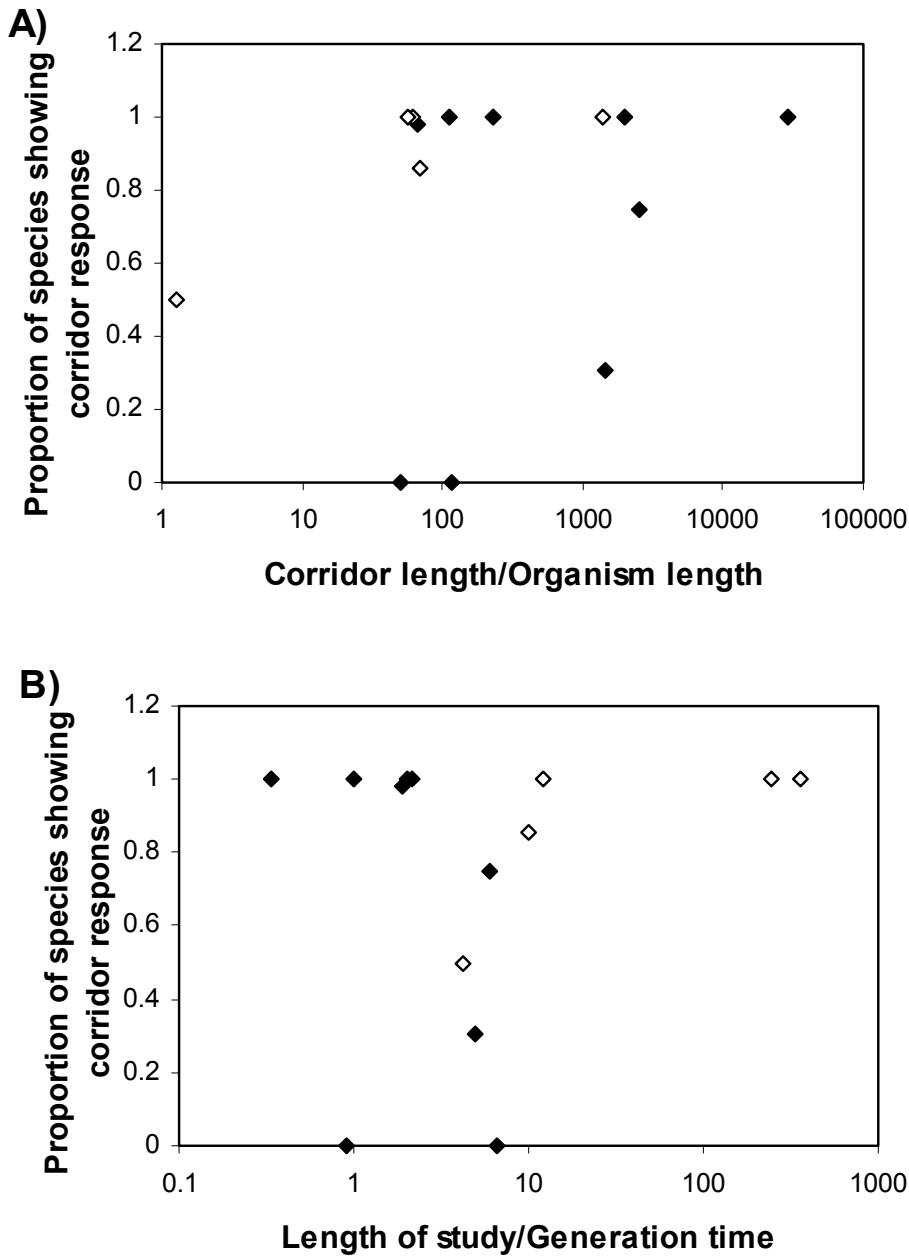 A)
Proportion of species showing
corridor response
1.2
1
0.8
0.6
0.4
0.2
0
1 10 100 1000 10000 100000
Corridor length/Organism length
B)
Proportion of species showing
corridor response
1.2
1
0.8
0.6
0.4
0.2
0
0.1 1 10 100 1000
Length of study/Generation time